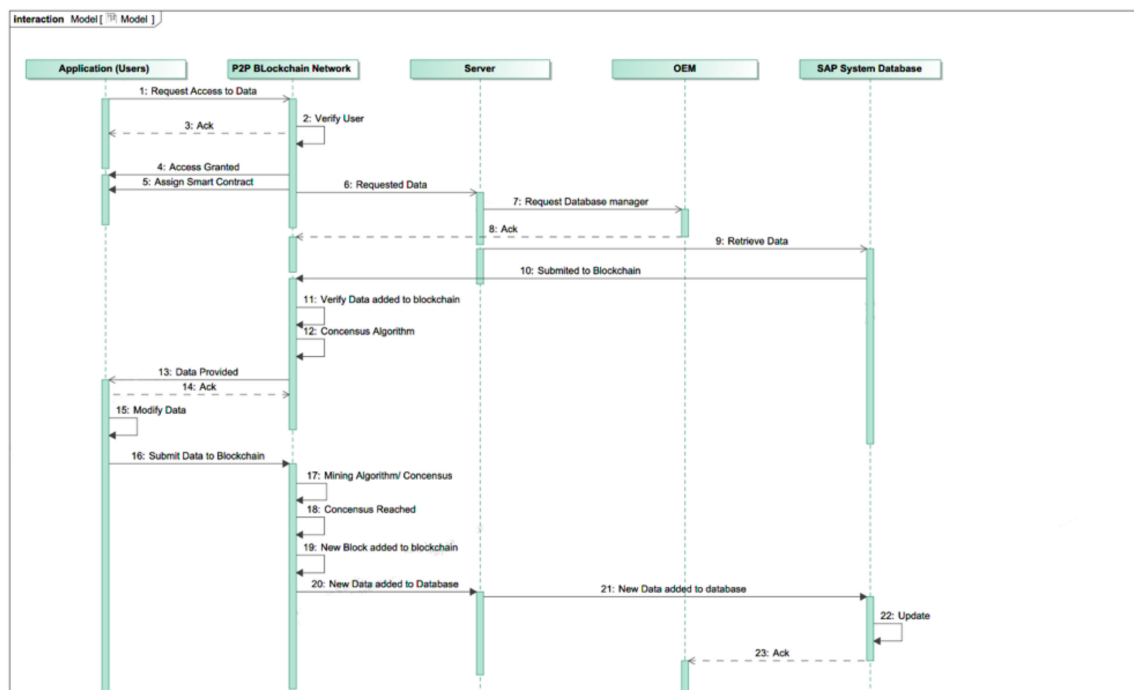 interaction Model [ Model ]
Application (Users)
P2P BLockchain Network
Server
OEM
SAP System Database
1: Request Access to Data
2: Verify User
3: Ack
4: Access Granted
5: Assign Smart Contract
6: Requested Data
7: Request Database manager
8: Ack
9: Retrieve Data
10: Submited to Blockchain
11: Verify Data added to blockchain
12: Concensus Algorithm
13: Data Provided
14: Ack
15: Modify Data
16: Submit Data to Blockchain
17: Mining Algorithm/ Concensus
18: Concensus Reached
19: New Block added to blockchain
20: New Data added to Database
21: New Data added to database
22: Update
23: Ack